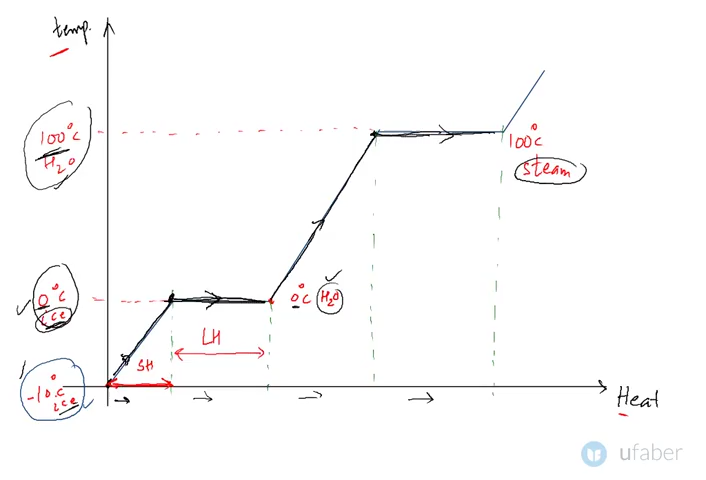 temp.
100°C
H₂O
100°C
steam
0°C
Ice
0°C H₂O
LH
SH
-10°C
Ice
Heat
ufaber